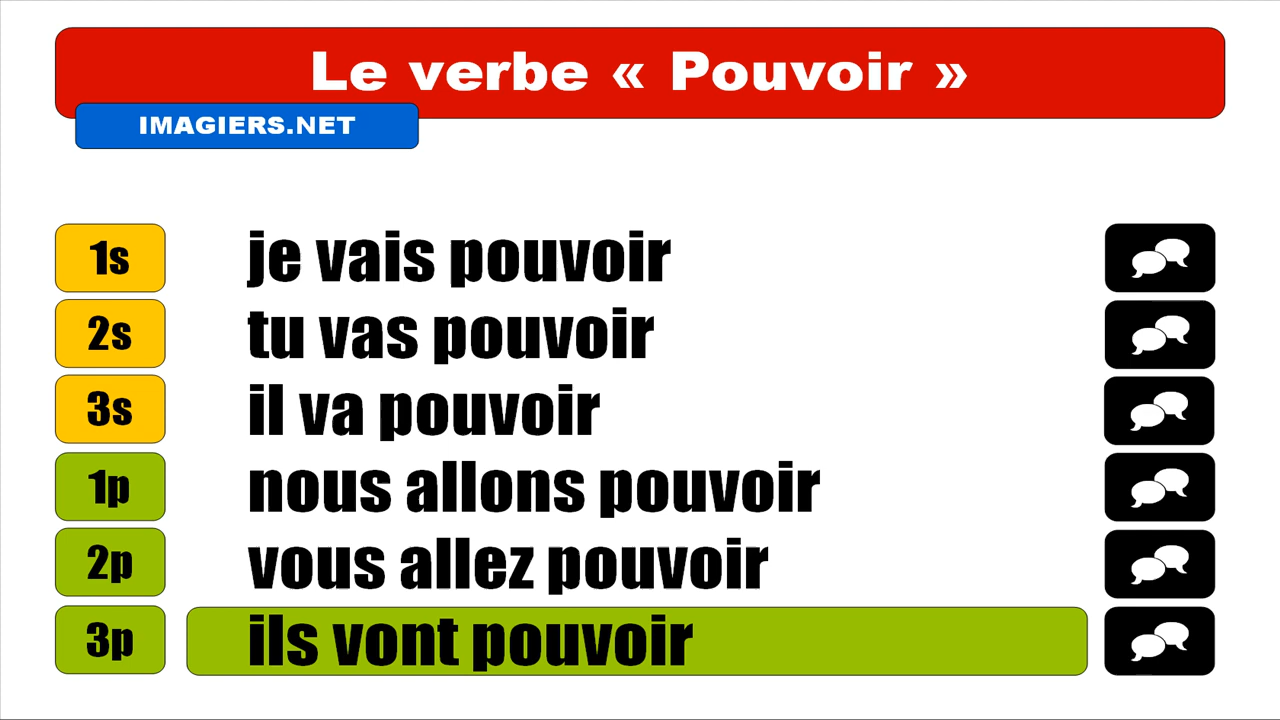 Le verbe « Pouvoir »
IMAGIERS.NET
1s je vais pouvoir
2s tu vas pouvoir
3s il va pouvoir
1p nous allons pouvoir
2p vous allez pouvoir
3p ils vont pouvoir